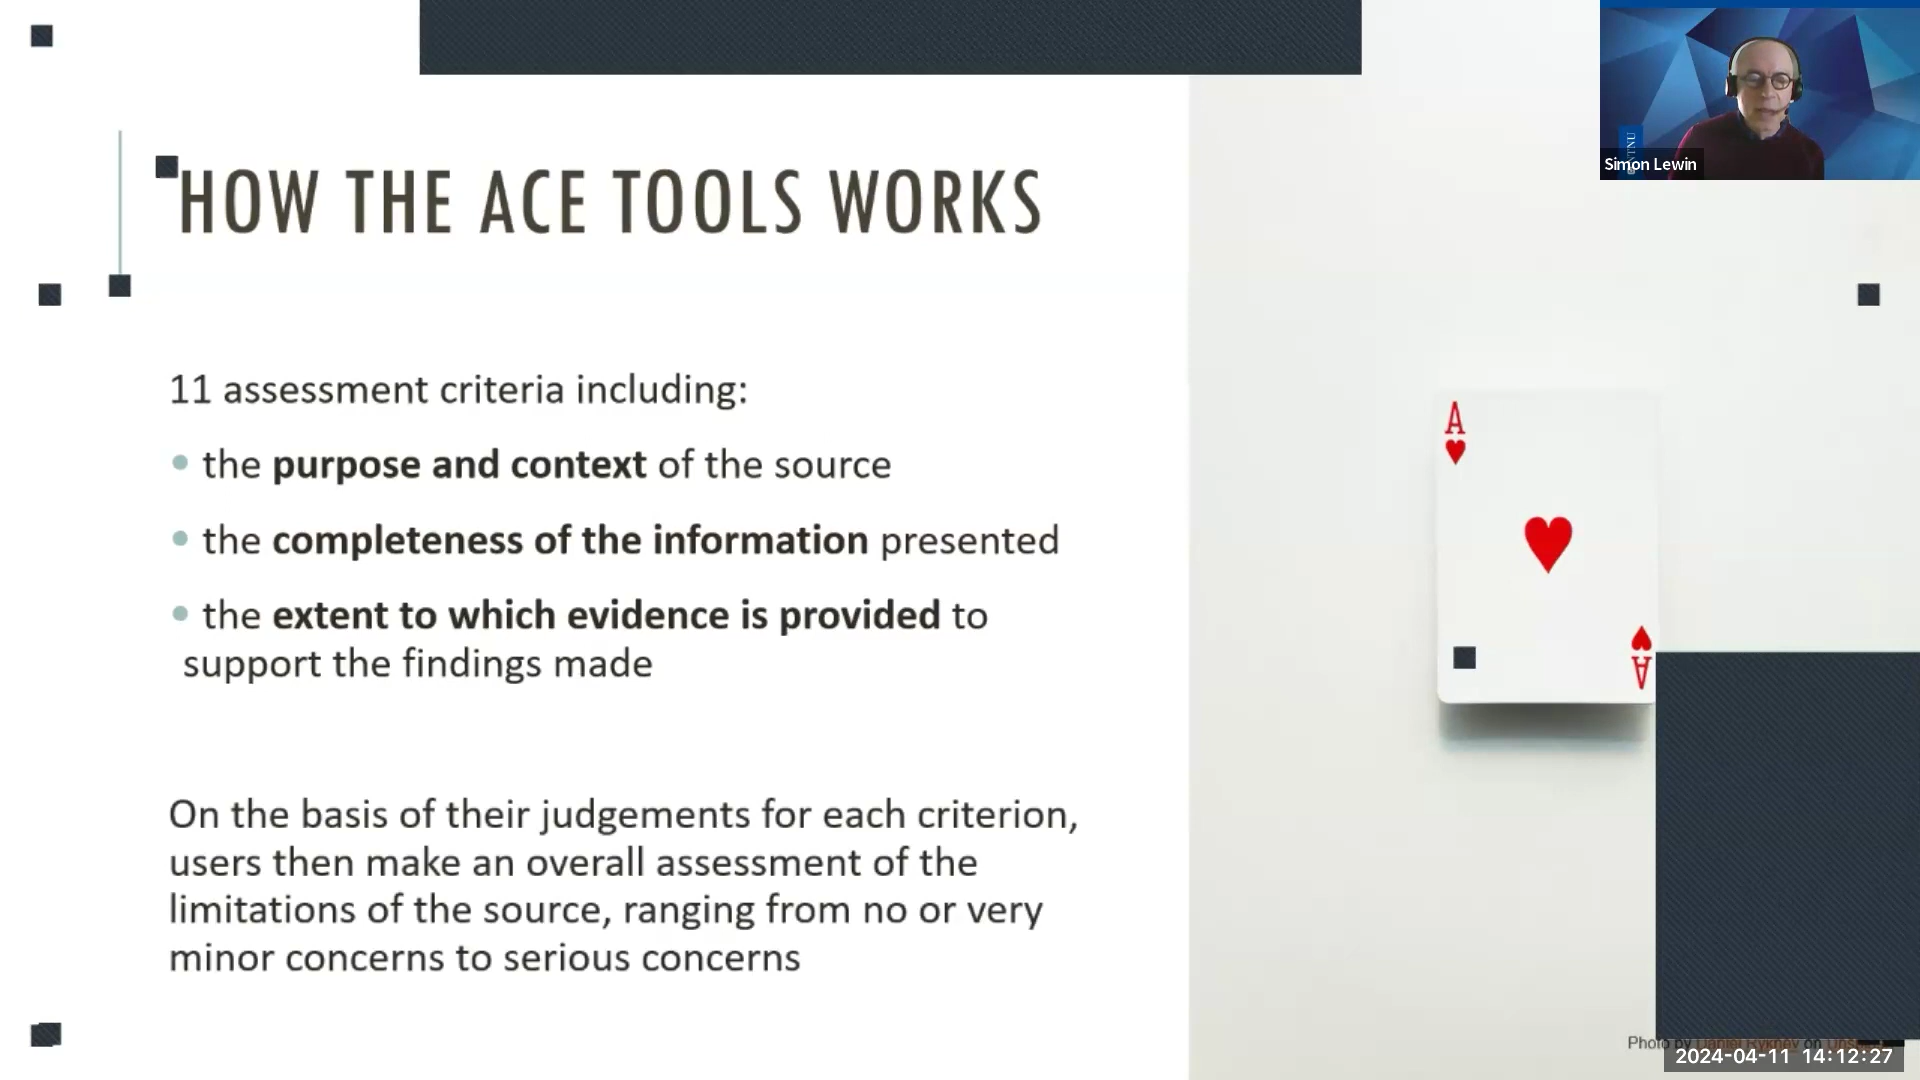 HOW THE ACE TOOLS WORKS
11 assessment criteria including:
• the purpose and context of the source
• the completeness of the information presented
• the extent to which evidence is provided to
support the findings made
On the basis of their judgements for each criterion,
users then make an overall assessment of the
limitations of the source, ranging from no or very
minor concerns to serious concerns
A
A
NTNU
Simon Lewin
Photo by
2024-04-11 14:12:27